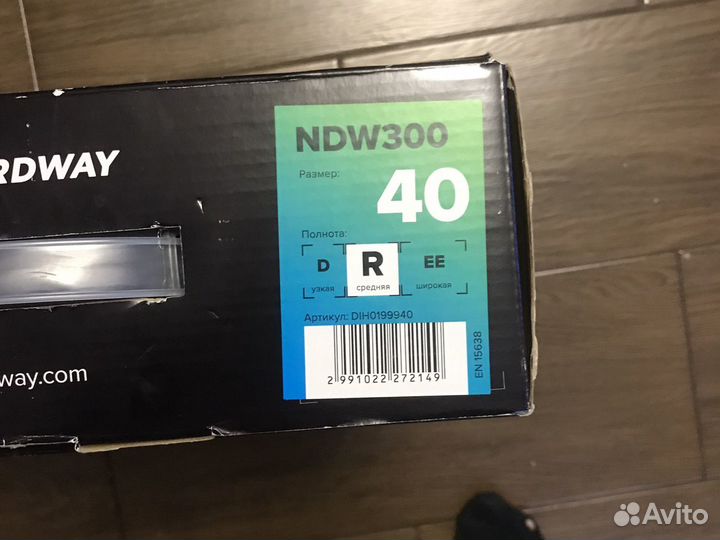 RDWAY
way.com
NDW300
Размер:
40
Полнота:
D R EE
узкая средняя широкая
Артикул: DIH0199940
2 991022 272149
EN 15638
Avito